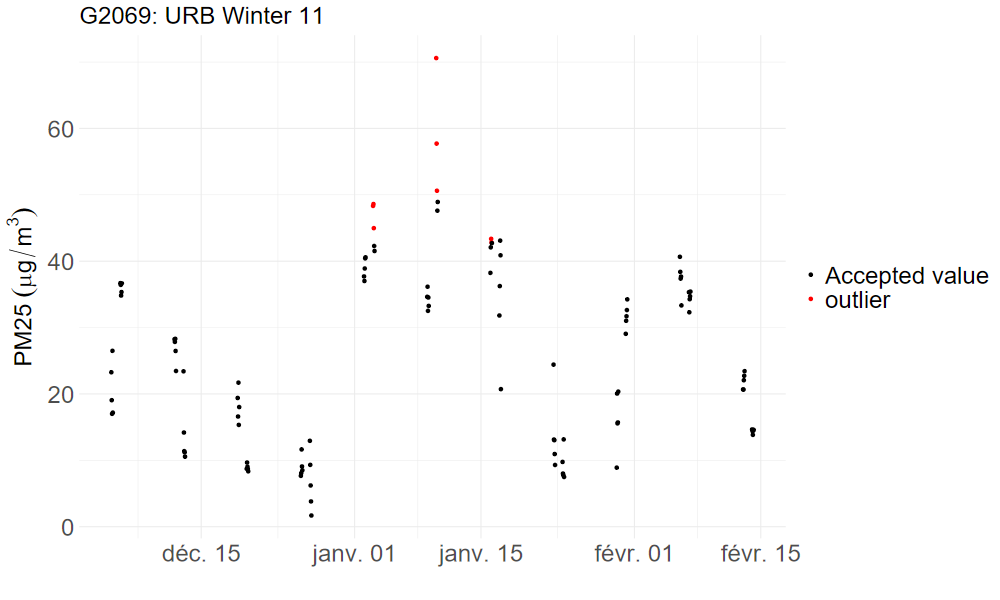 G2069: URB Winter 11
PM25 (μg/m³)
60
40
20
0
déc. 15
janv. 01
janv. 15
févr. 01
févr. 15
Accepted value
outlier